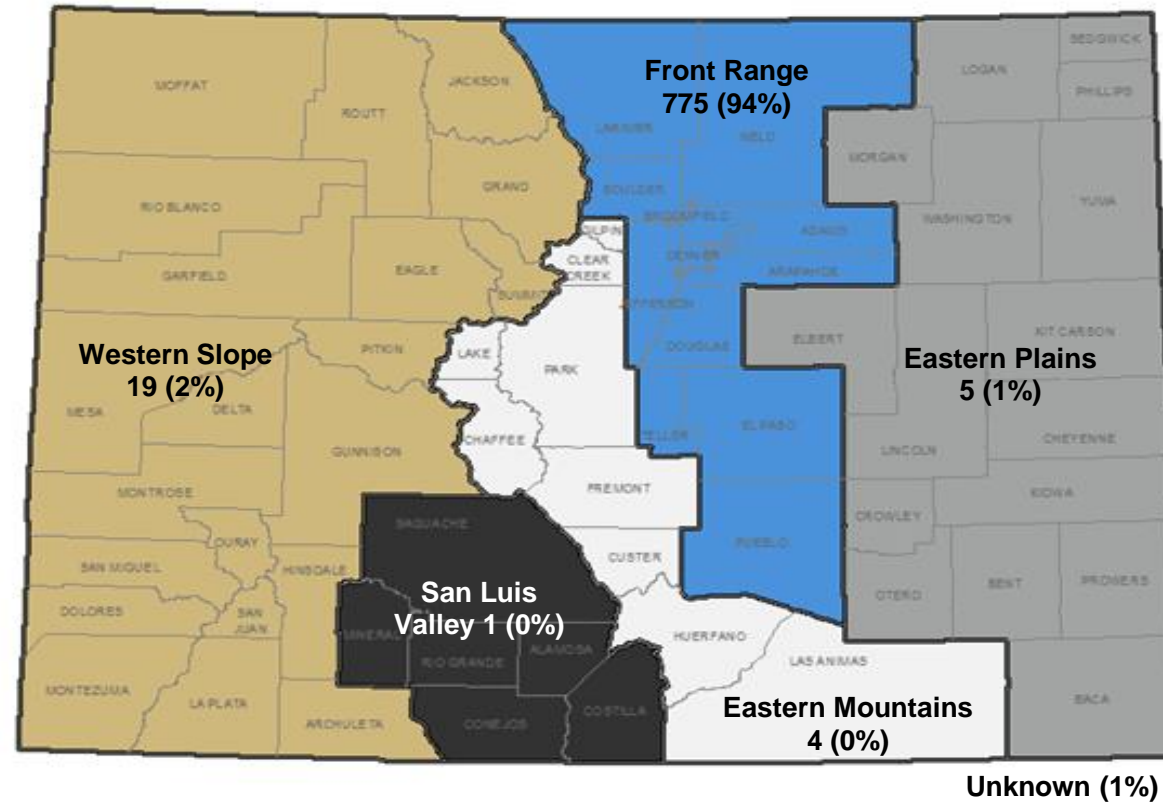 SEDGWICK
LOGAN
PHILLIPS
MOFFAT
JACKSON
ROUTT
Front Range
775 (94%)
LARIMER
WELD
MORGAN
GRAND
BOULDER
YUMA
RIO BLANCO
BROOMFIELD
WASHINGTON
GILPIN
ADAMS
DENVER
CLEAR
CREEK
EAGLE
ARAPAHOE
GARFIELD
SUMMIT
JEFFERSON
KIT CARSON
ELBERT
Western Slope
19 (2%)
PITKIN
LAKE
DOUGLAS
Eastern Plains
5 (1%)
PARK
MESA
DELTA
EL PASO
CHAFFEE
TELLER
CHEYENNE
GUNNISON
LINCOLN
FREMONT
MONTROSE
KIOWA
SAGUACHE
CROWLEY
OURAY
PUEBLO
CUSTER
SAN MIGUEL
HINSDALE
BENT
PROWERS
San Luis
Valley 1 (0%)
OTERO
DOLORES
SAN
JUAN
MINERAL
HUERFANO
ALAMOSA
RIO GRANDE
LAS ANIMAS
MONTEZUMA
LA PLATA
BACA
COSTILLA
ARCHULETA
CONEJOS
Eastern Mountains
4 (0%)
Unknown (1%)